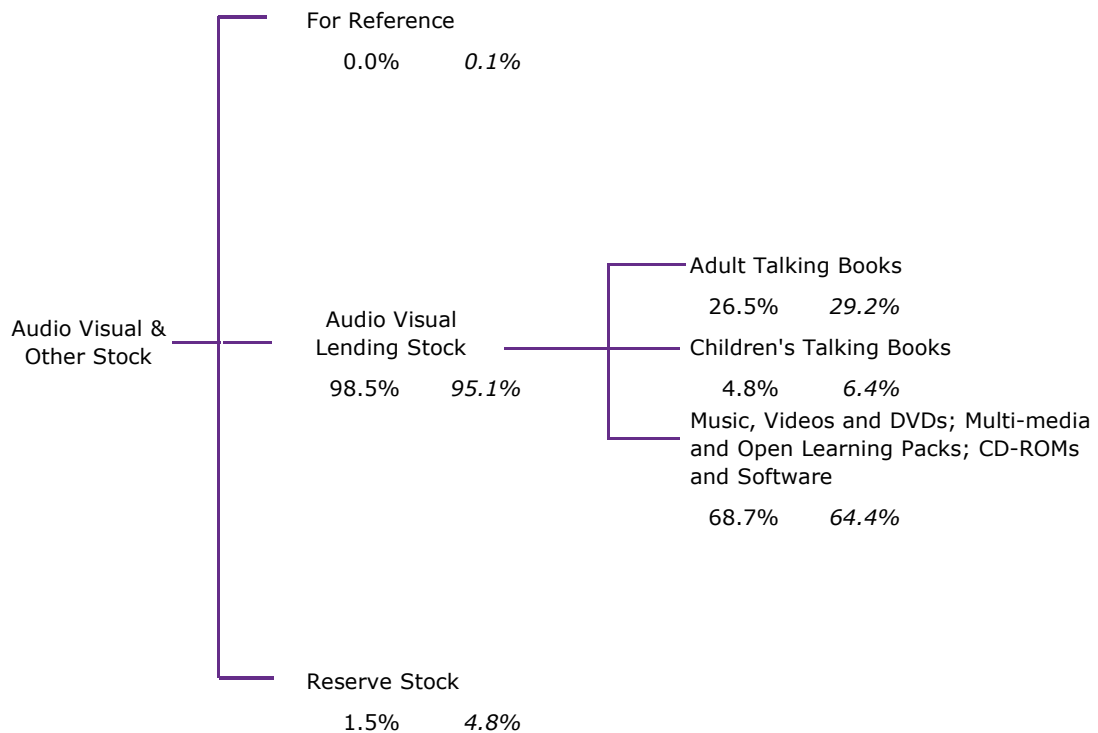 For Reference
0.0% 0.1%
Audio Visual &
Other Stock
Audio Visual
Lending Stock
98.5% 95.1%
Adult Talking Books
26.5% 29.2%
Children's Talking Books
4.8% 6.4%
Music, Videos and DVDs; Multi-media
and Open Learning Packs; CD-ROMs
and Software
68.7% 64.4%
Reserve Stock
1.5% 4.8%